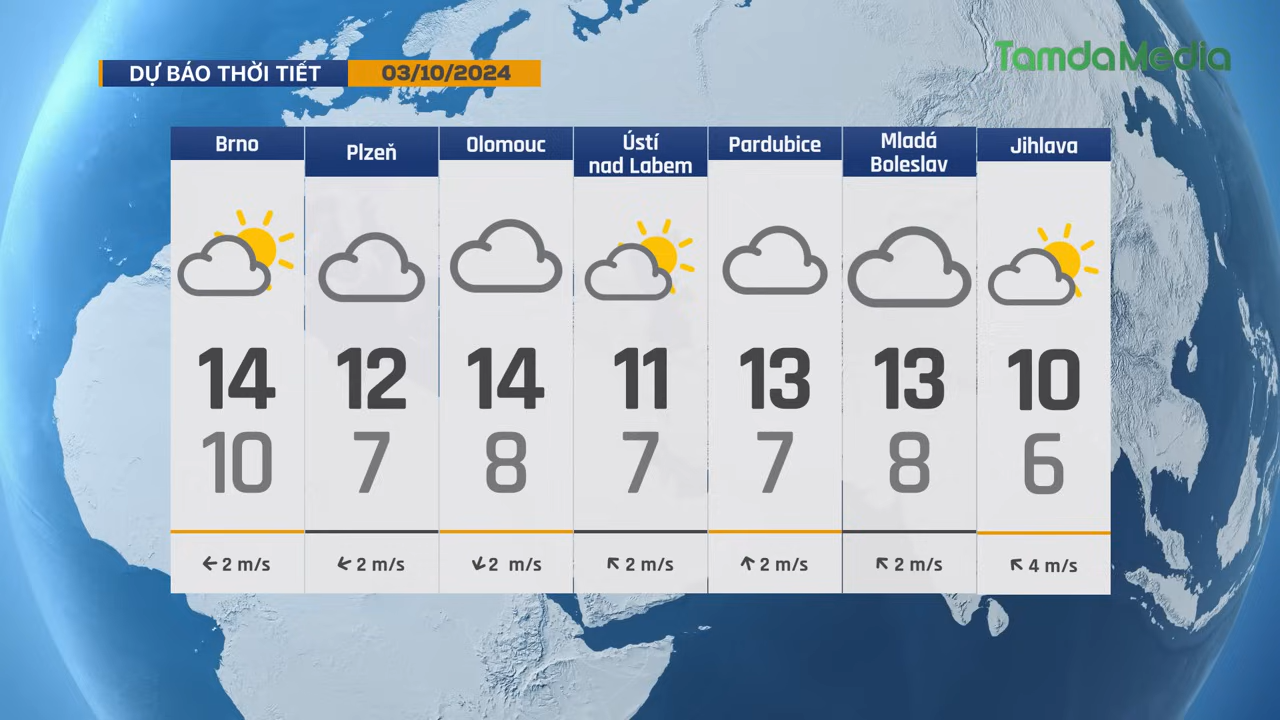 TamdaMedia
DỰ BÁO THỜI TIẾT 03/10/2024
Brno
14
10
2 m/s
Plzeň
12
7
2 m/s
Olomouc
14
8
2 m/s
Ústí
nad Labem
11
7
2 m/s
Pardubice
13
7
2 m/s
Mladá
Boleslav
13
8
2 m/s
Jihlava
10
6
4 m/s